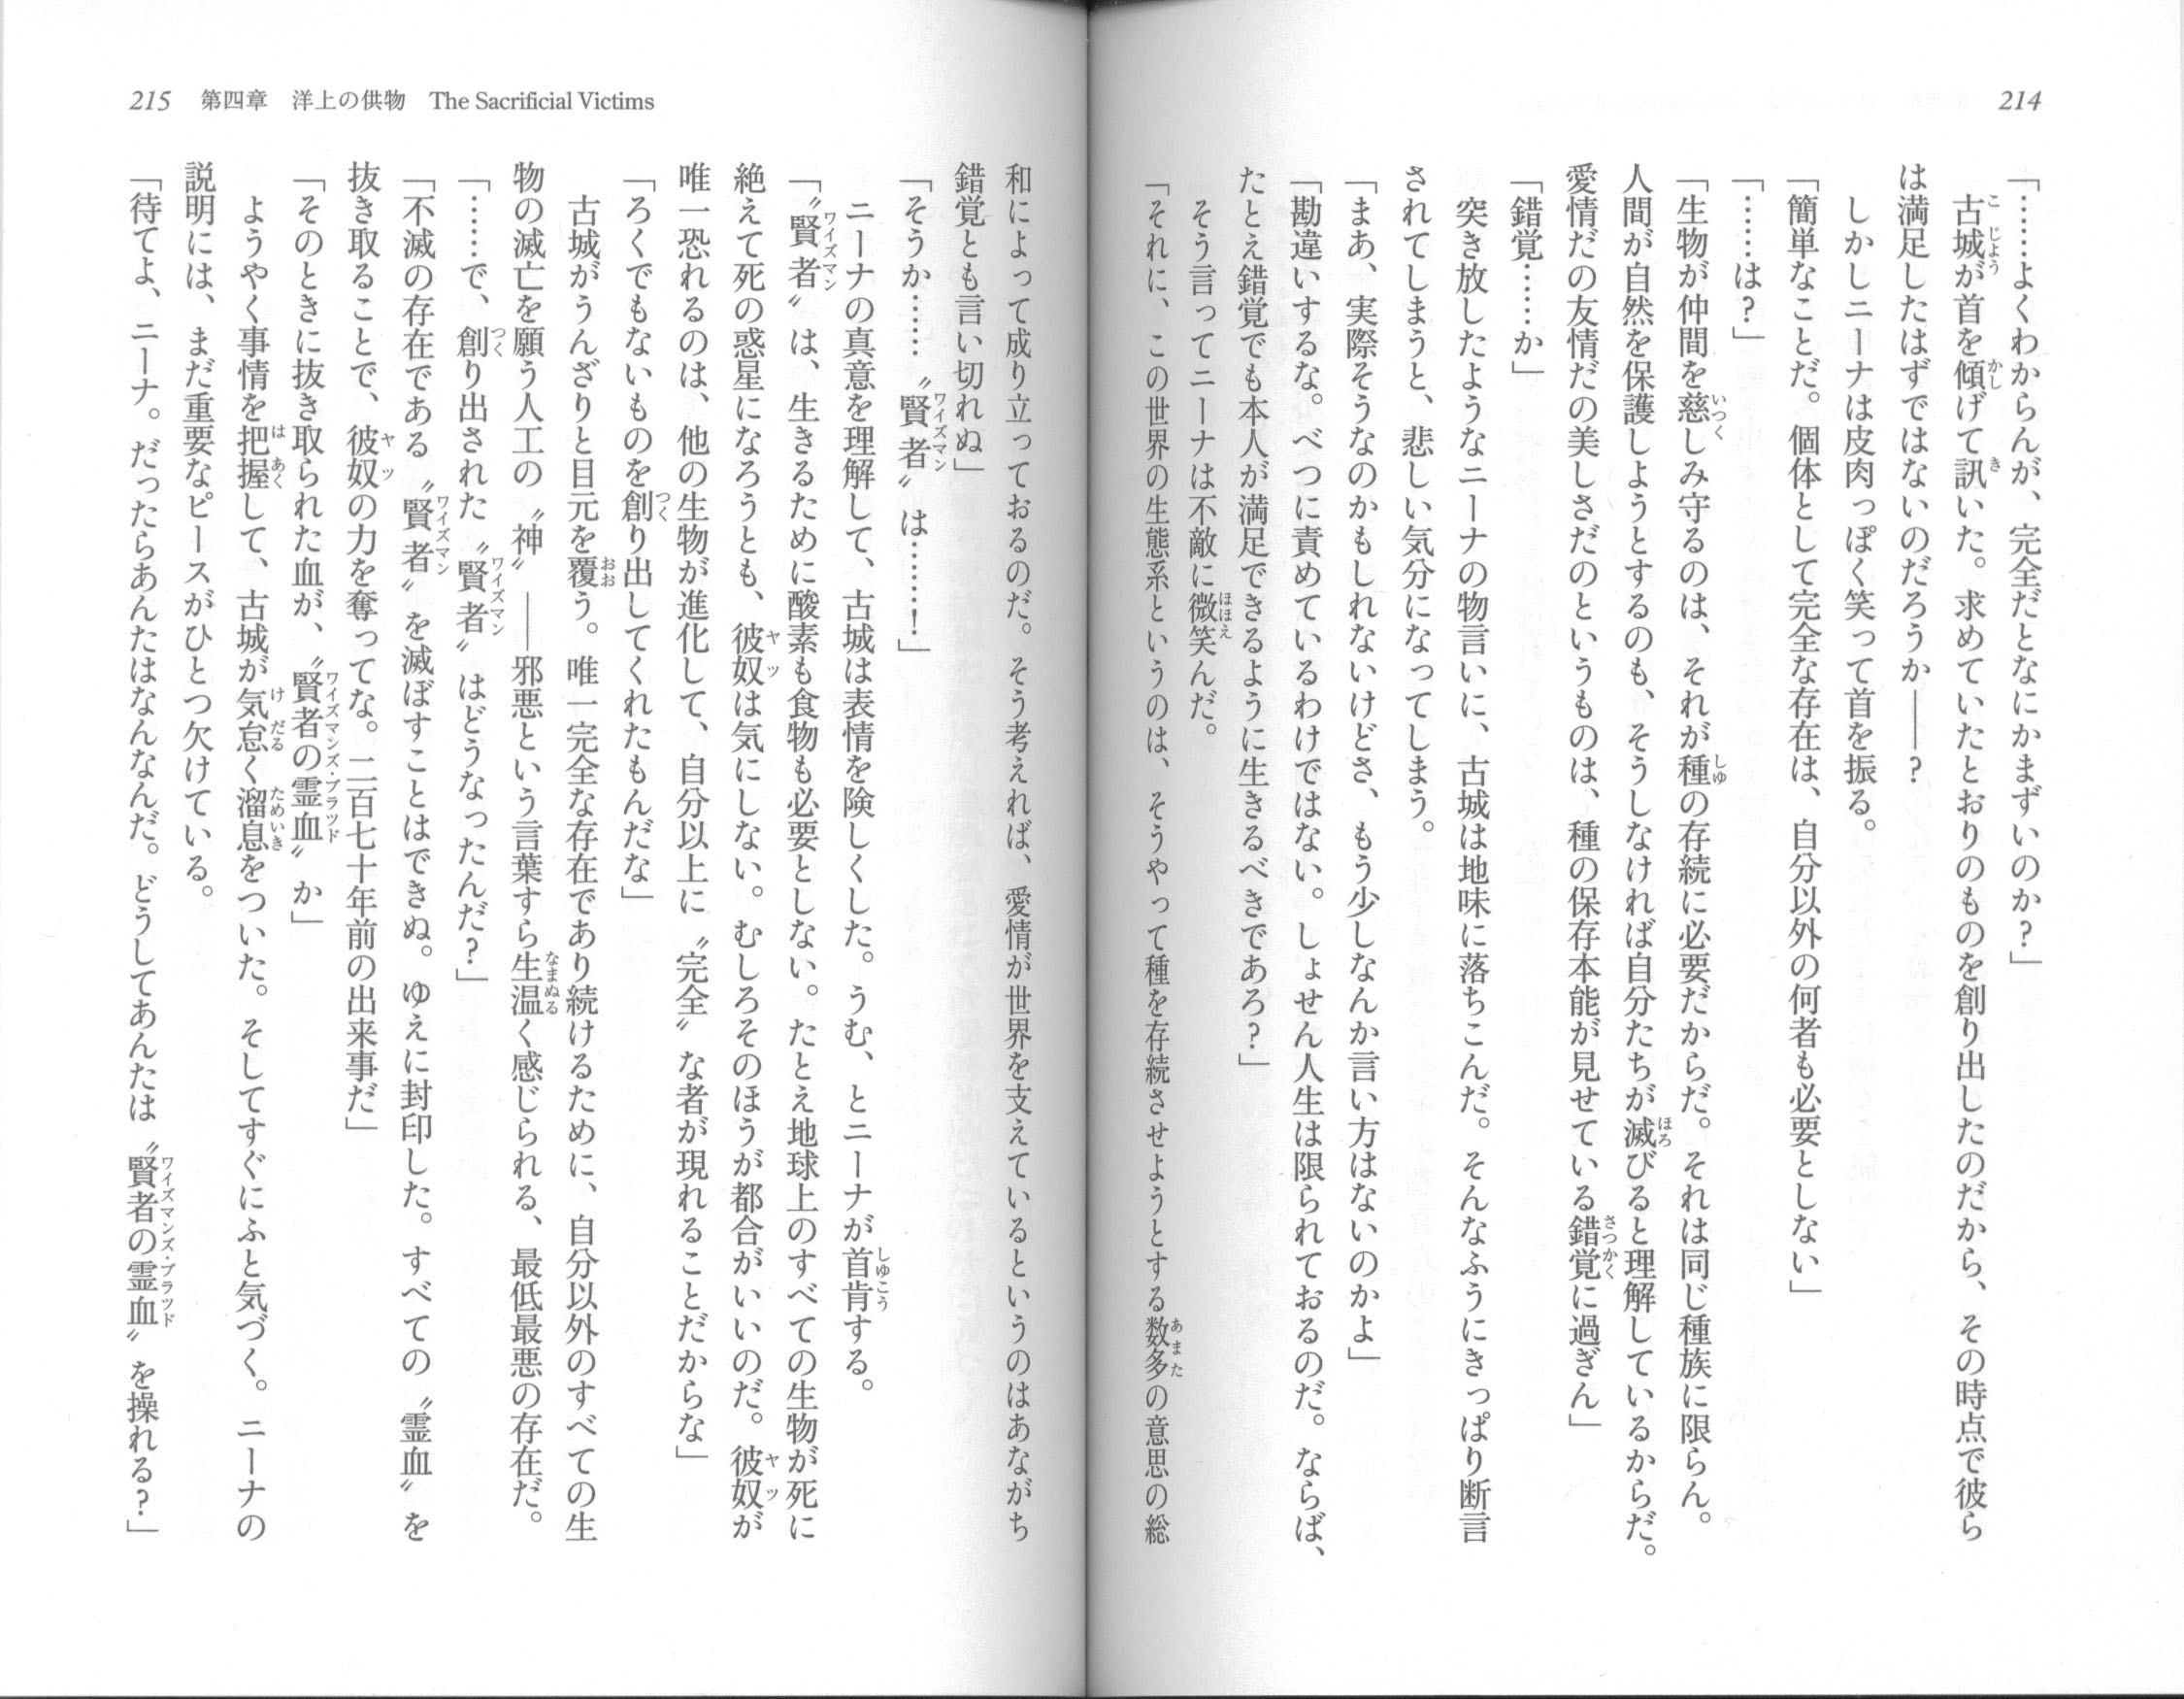 214
「……よくわからんが、完全だとなにかまずいのか？」
　古城が首を傾げて訊いた。求めていたとおりのものを創り出したのだから、その時点で彼ら
は満足したはずではないのだろうか――？
　しかしニーナは皮肉っぽく笑って首を振る。
「簡単なことだ。個体として完全な存在は、自分以外の何者も必要としない」
「……は？」
「生物が仲間を慈しみ守るのは、それが種の存続に必要だからだ。それは同じ種族に限らん。
人間が自然を保護しようとするのも、そうしなければ自分たちが滅びると理解しているからだ。
愛情だの友情だの美しさだのというものは、種の保存本能が見せている錯覚に過ぎん」
「錯覚……か」
　突き放したようなニーナの物言いに、古城は地味に落ちこんだ。そんなふうにきっぱり断言
されてしまうと、悲しい気分になってしまう。
「まあ、実際そうなのかもしれないけどさ、もう少しなんか言い方はないのかよ」
「勘違いするな。べつに責めているわけではない。しょせん人生は限られておるのだ。ならば、
たとえ錯覚でも本人が満足できるように生きるべきであろ？」
　そう言ってニーナは不敵に微笑んだ。
「それに、この世界の生態系というのは、そうやって種を存続させようとする数多の意思の総
215　第四章　洋上の供物　The Sacrificial Victims
和によって成り立っておるのだ。そう考えれば、愛情が世界を支えているというのはあながち
錯覚とも言い切れぬ」
「そうか……〝賢者〟は……！」
　ニーナの真意を理解して、古城は表情を険しくした。うむ、とニーナが首肯する。
「〝賢者〟は、生きるために酸素も食物も必要としない。たとえ地球上のすべての生物が死に
絶えて死の惑星になろうとも、彼奴は気にしない。むしろそのほうが都合がいいのだ。彼奴が
唯一恐れるのは、他の生物が進化して、自分以上に〝完全〟な者が現れることだからな」
「ろくでもないものを創り出してくれたもんだな」
　古城がうんざりと目元を覆う。唯一完全な存在であり続けるために、自分以外のすべての生
物の滅亡を願う人工の〝神〟――邪悪という言葉すら生温く感じられる、最低最悪の存在だ。
「……で、創り出された〝賢者〟はどうなったんだ？」
「不滅の存在である〝賢者〟を滅ぼすことはできぬ。ゆえに封印した。すべての〝霊血〟を
抜き取ることで、彼奴の力を奪ってな。二百七十年前の出来事だ」
「そのときに抜き取られた血が、〝賢者の霊血〟か」
　ようやく事情を把握して、古城が気怠く溜息をついた。そしてすぐにふと気づく。ニーナの
説明には、まだ重要なピースがひとつ欠けている。
「待てよ、ニーナ。だったらあんたはなんなんだ。どうしてあんたは〝賢者の霊血〟を操れる？」